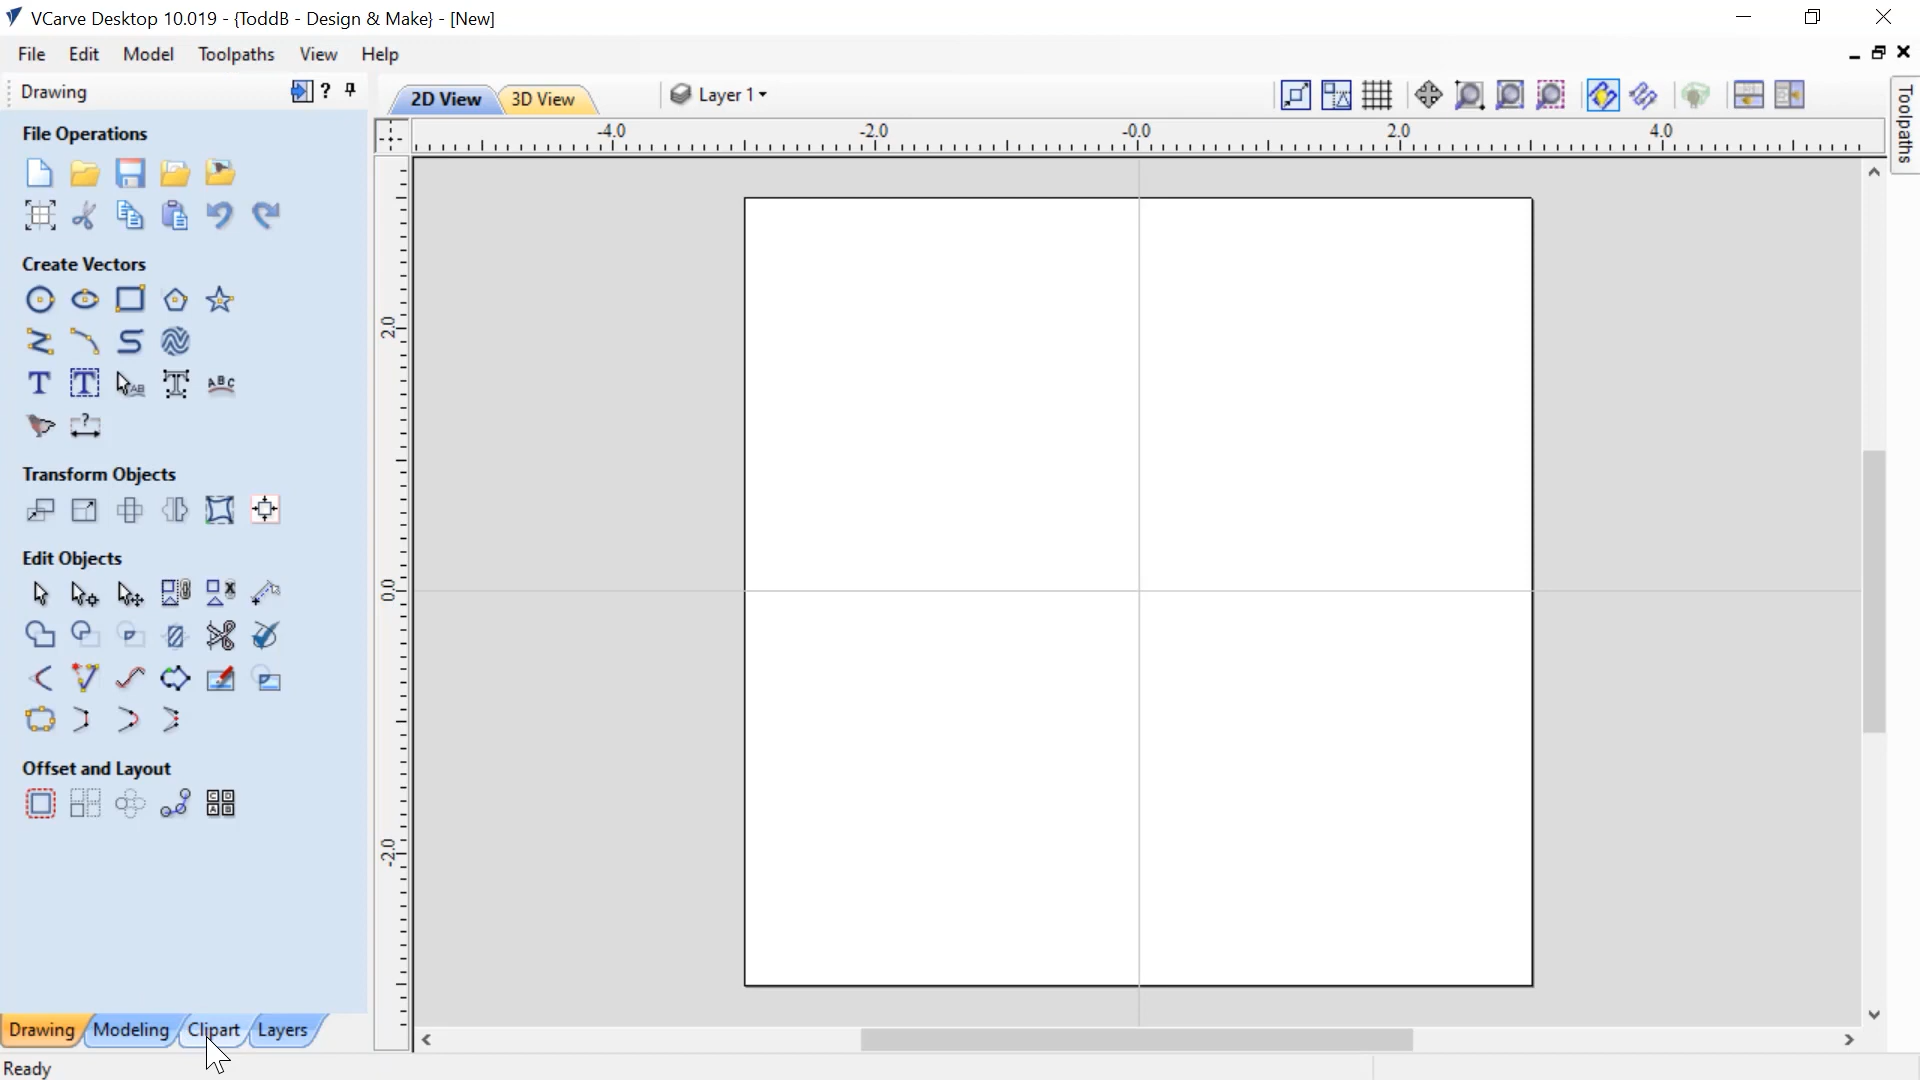 VCarve Desktop 10.019 - {ToddB - Design & Make} - [New]
File Edit Model Toolpaths View Help
Drawing
2D View 3D View Layer 1
Toolpaths
-4.0 -2.0 -0.0 2.0 4.0
File Operations
Create Vectors
2.0
T T AB T ABC
?
Transform Objects
Edit Objects
0.0
Offset and Layout
C D
A B
-2.0
Drawing Modeling Clipart Layers
Ready